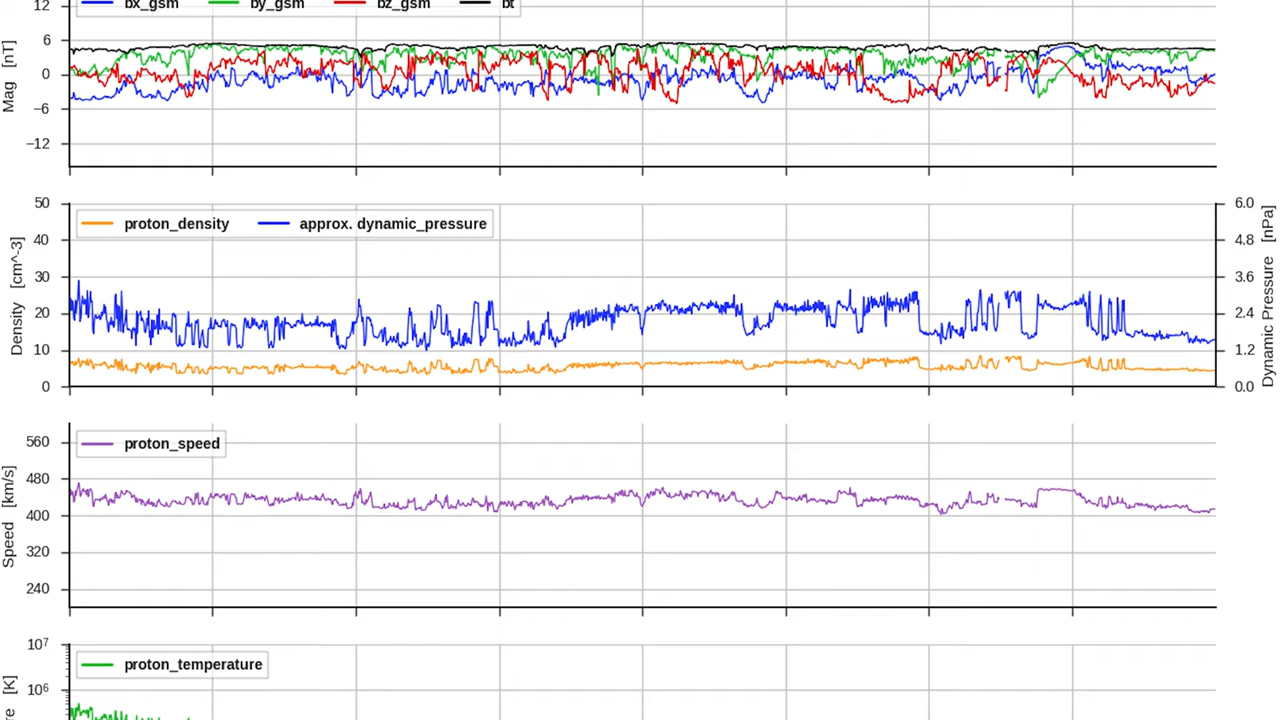 12
bx_gsm by_gsm bz_gsm bt
6
0
−6
−12
Mag [nT]
50
40
30
20
10
0
Density [cm^-3]
proton_density approx. dynamic_pressure
6.0
4.8
3.6
2.4
1.2
0.0
Dynamic Pressure [nPa]
560
480
400
320
240
Speed [km/s]
proton_speed
10⁷
10⁶
proton_temperature
[K]